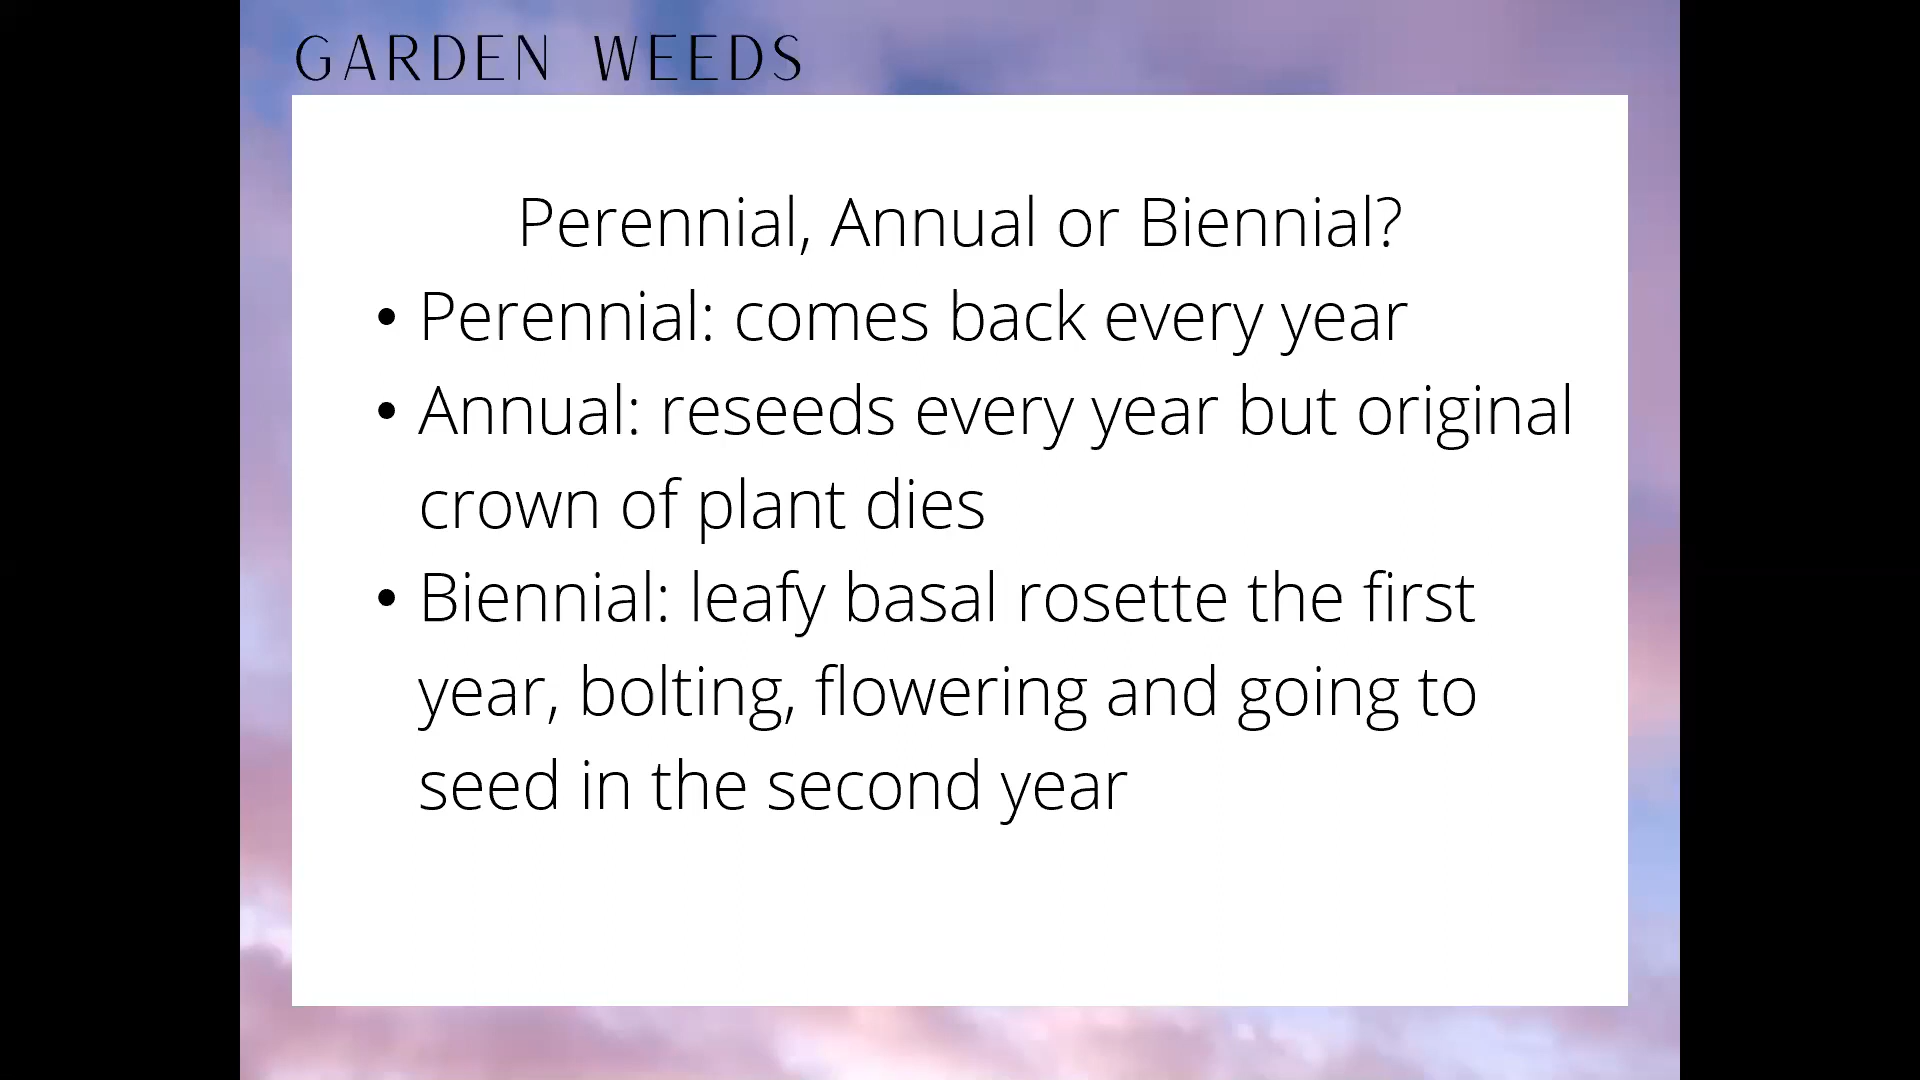 GARDEN WEEDS
Perennial, Annual or Biennial?
• Perennial: comes back every year
• Annual: reseeds every year but original
crown of plant dies
• Biennial: leafy basal rosette the first
year, bolting, flowering and going to
seed in the second year